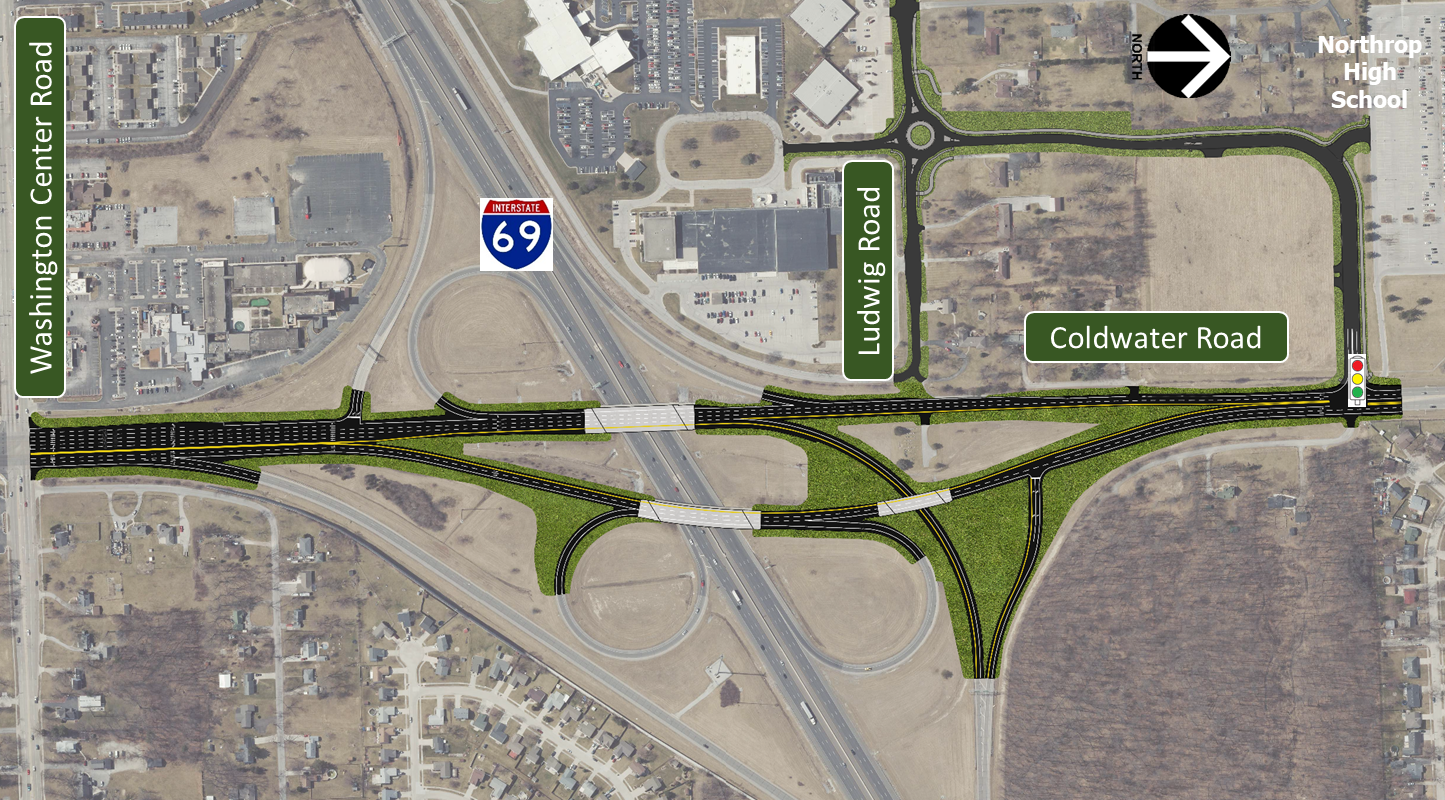 Washington Center Road
INTERSTATE
69
Ludwig Road
Coldwater Road
NORTH
Northrop
High
School